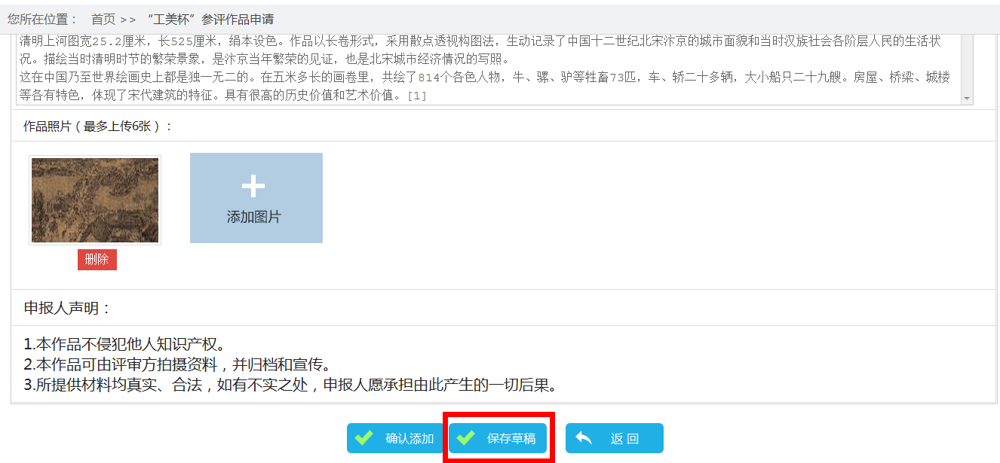 您所在位置： 首页 >> “工美杯”参评作品申请
清明上河图宽25.2厘米，长525厘米，绢本设色。作品以长卷形式，采用散点透视构图法，生动记录了中国十二世纪北宋汴京的城市面貌和当时汉族社会各阶层人民的生活状
况。描绘当时清明时节的繁荣景象，是汴京当年繁荣的见证，也是北宋城市经济情况的写照。
这在中国乃至世界绘画史上都是独一无二的。在五米多长的画卷里，共绘了814个各色人物，牛、骡、驴等牲畜73匹，车、轿二十多辆，大小船只二十九艘。房屋、桥梁、城楼
等各有特色，体现了宋代建筑的特征。具有很高的历史价值和艺术价值。[1]
作品照片（最多上传6张）：
添加图片
删除
申报人声明：
1.本作品不侵犯他人知识产权。
2.本作品可由评审方拍摄资料，并归档和宣传。
3.所提供材料均真实、合法，如有不实之处，申报人愿承担由此产生的一切后果。
确认添加 保存草稿 返 回